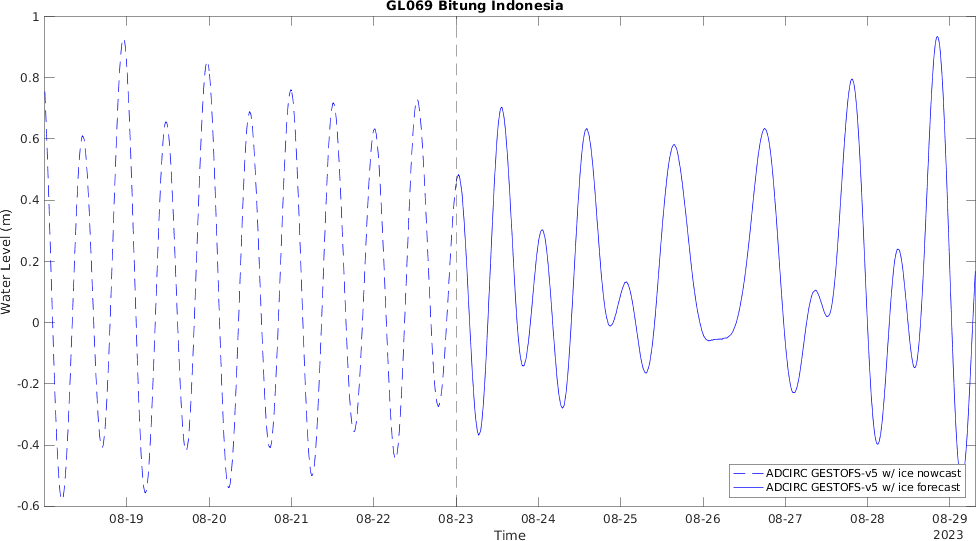 GL069 Bitung Indonesia
1
0.8
0.6
0.4
0.2
0
-0.2
-0.4
-0.6
Water Level (m)
ADCIRC GESTOFS-v5 w/ ice nowcast
ADCIRC GESTOFS-v5 w/ ice forecast
08-19 08-20 08-21 08-22 08-23 08-24 08-25 08-26 08-27 08-28 08-29
Time
2023